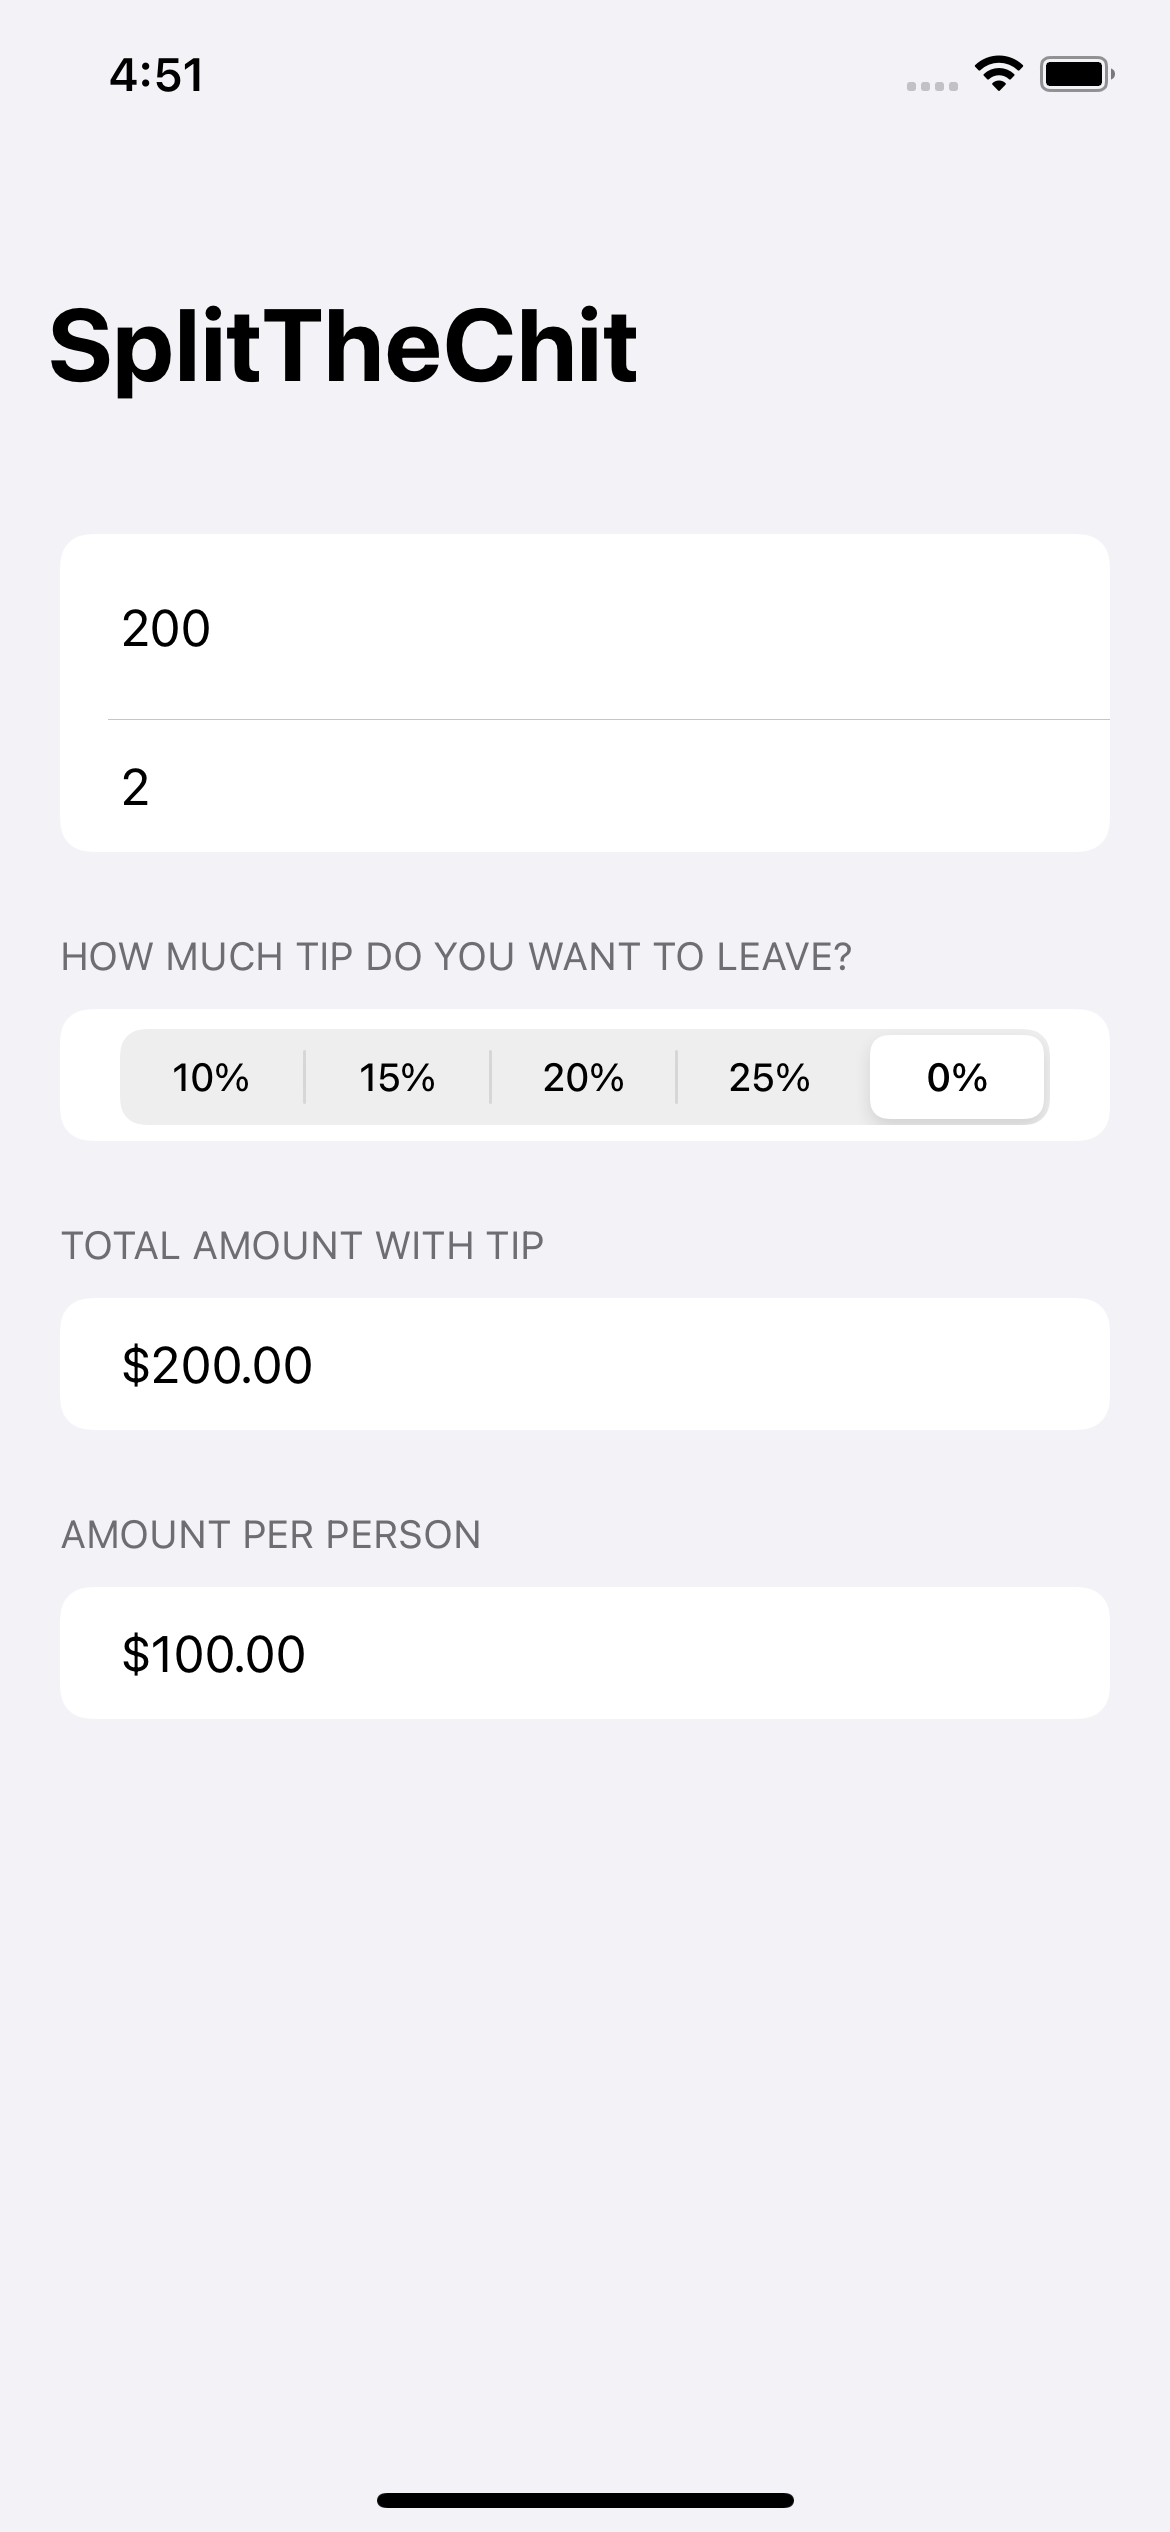 4:51
SplitTheChit
200
2
HOW MUCH TIP DO YOU WANT TO LEAVE?
10% 15% 20% 25% 0%
TOTAL AMOUNT WITH TIP
$200.00
AMOUNT PER PERSON
$100.00